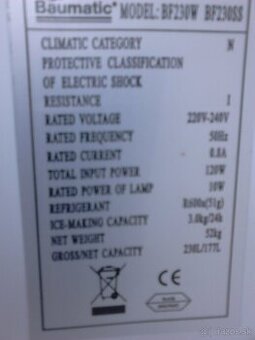 Baumatic® MODEL: BF230W BF230SS
CLIMATIC CATEGORY N
PROTECTIVE CLASSIFICATION
OF ELECTRIC SHOCK
RESISTANCE I
RATED VOLTAGE 220V-240V
RATED FREQUENCY 50Hz
RATED CURRENT 0.8A
TOTAL INPUT POWER 120W
RATED POWER OF LAMP 10W
REFRIGERANT R600a(51g)
ICE-MAKING CAPACITY 3.0kg/24h
NET WEIGHT 52kg
GROSS/NET CAPACITY 230L/177L
CE